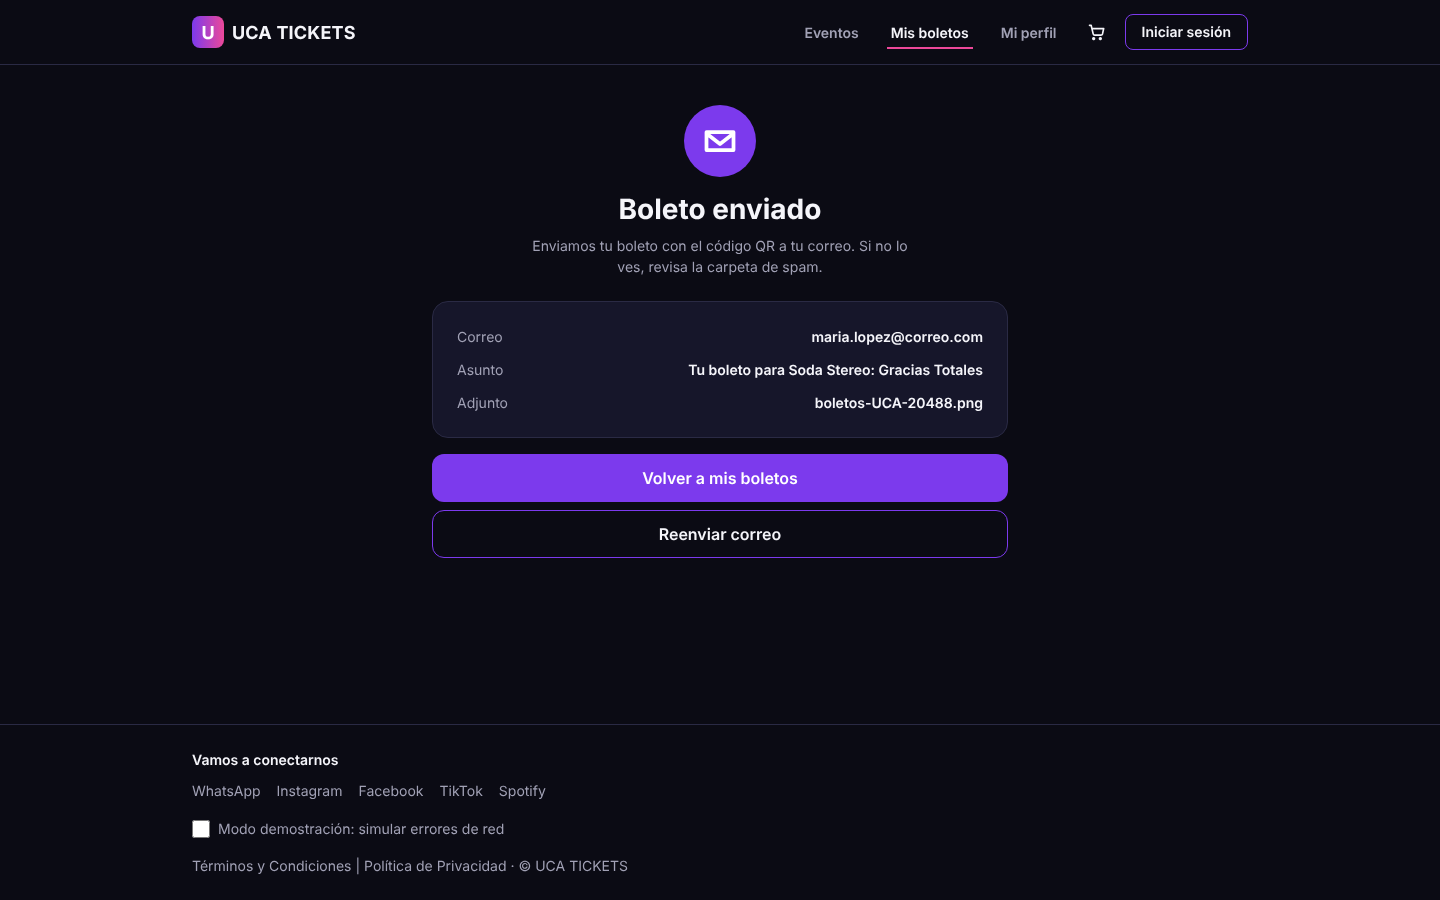 U UCA TICKETS
Eventos Mis boletos Mi perfil Iniciar sesión
Boleto enviado
Enviamos tu boleto con el código QR a tu correo. Si no lo
ves, revisa la carpeta de spam.
Correo maria.lopez@correo.com
Asunto Tu boleto para Soda Stereo: Gracias Totales
Adjunto boletos-UCA-20488.png
Volver a mis boletos
Reenviar correo
Vamos a conectarnos
WhatsApp Instagram Facebook TikTok Spotify
Modo demostración: simular errores de red
Términos y Condiciones | Política de Privacidad · © UCA TICKETS